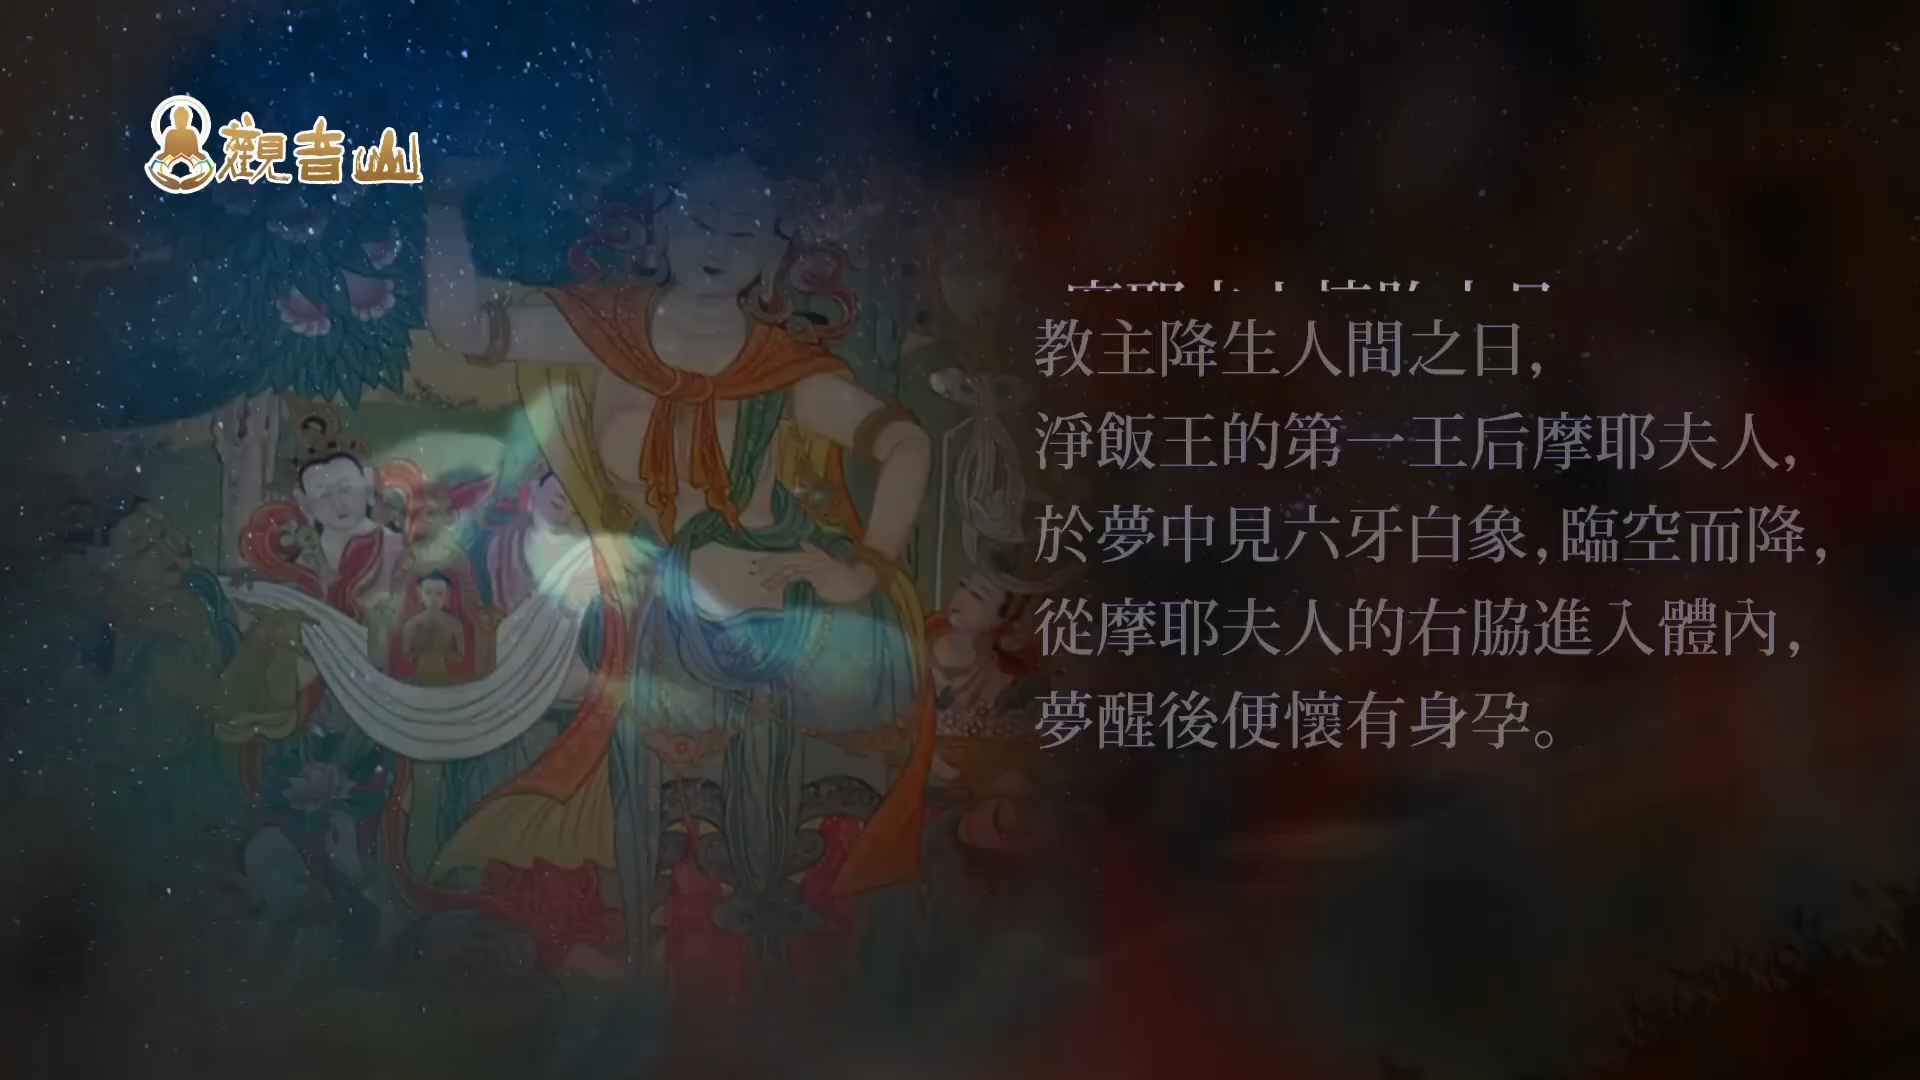 觀音山
教主降生人間之日,
淨飯王的第一王后摩耶夫人,
於夢中見六牙白象,臨空而降,
從摩耶夫人的右脇進入體內,
夢醒後便懷有身孕。